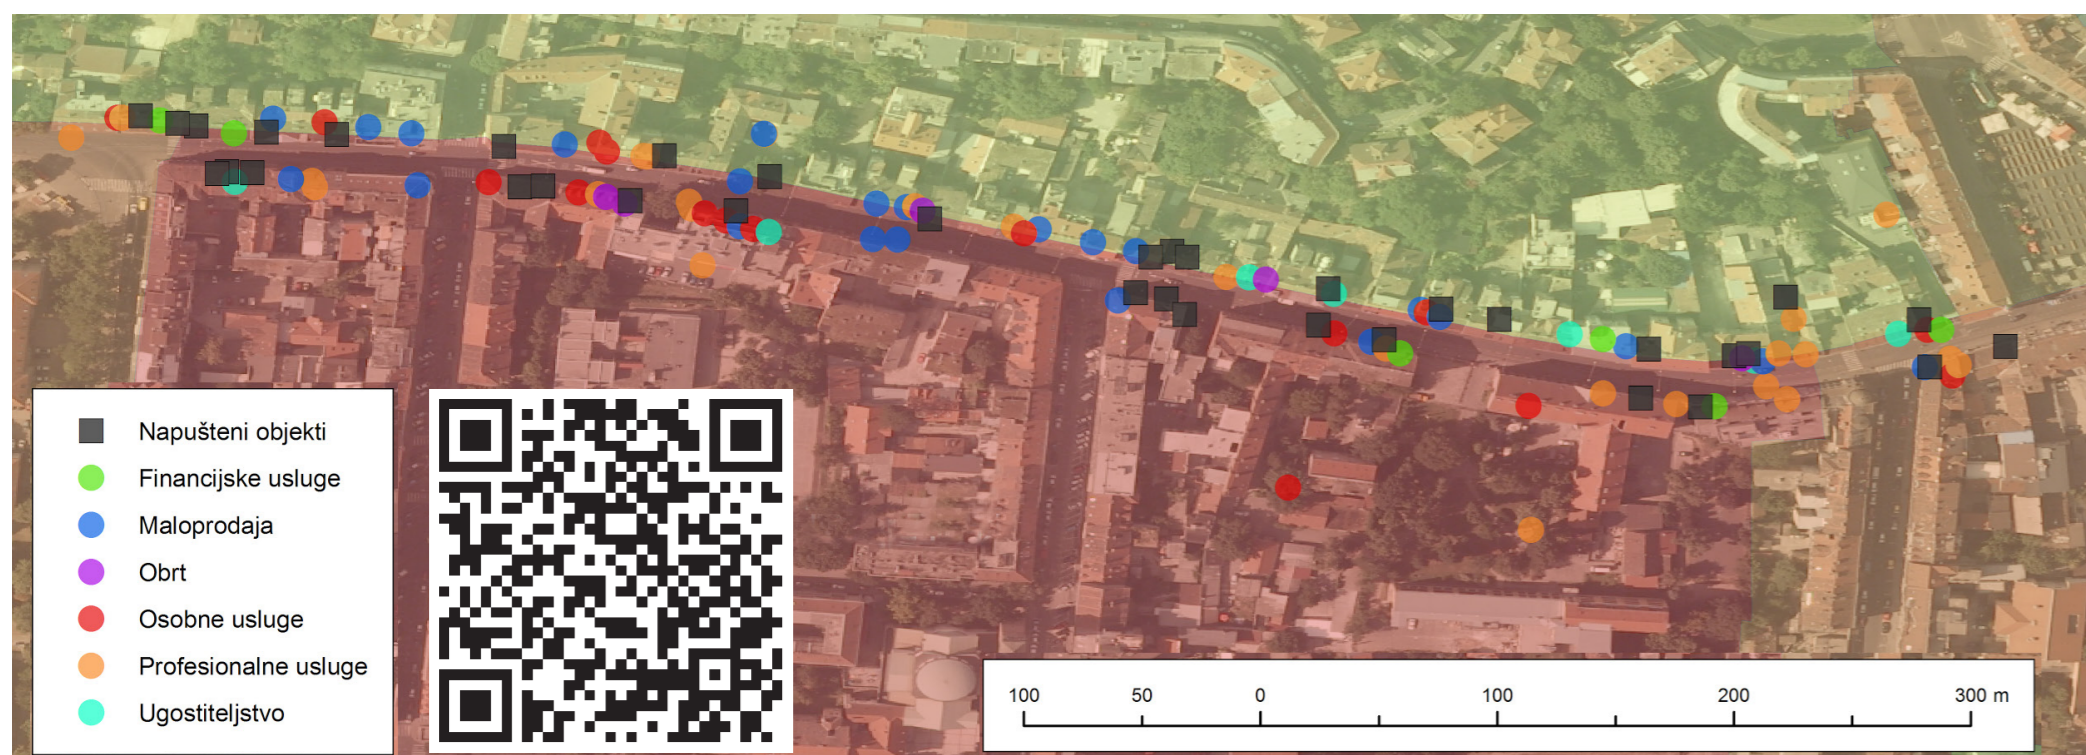 Napušteni objekti
Financijske usluge
Maloprodaja
Obrt
Osobne usluge
Profesionalne usluge
Ugostiteljstvo
100 50 0 100 200 300 m